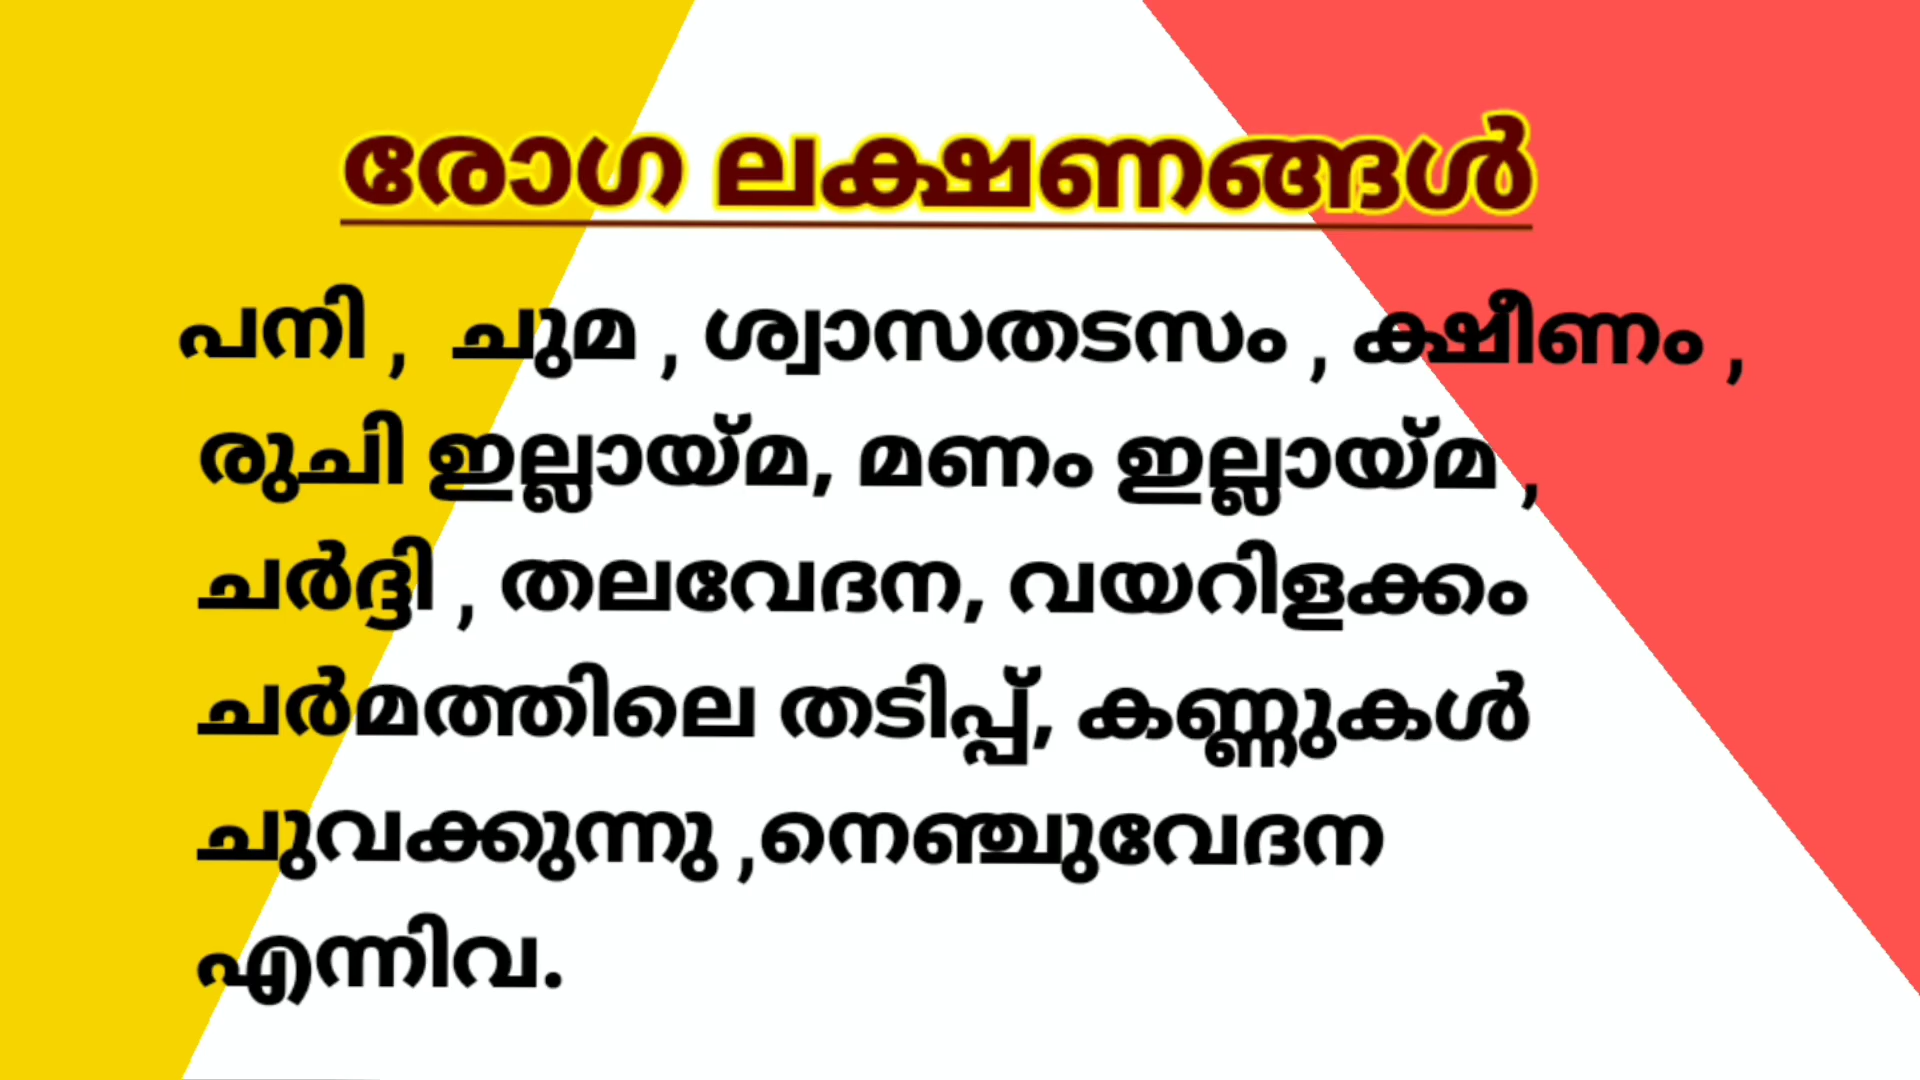 രോഗ ലക്ഷണങ്ങൾ
പനി , ചുമ , ശ്വാസതടസം , ക്ഷീണം ,
രുചി ഇല്ലായ്മ, മണം ഇല്ലായ്മ ,
ചർദ്ദി , തലവേദന, വയറിളക്കം
ചർമത്തിലെ തടിപ്പ്, കണ്ണുകൾ
ചുവക്കുന്നു ,നെഞ്ചുവേദന
എന്നിവ.